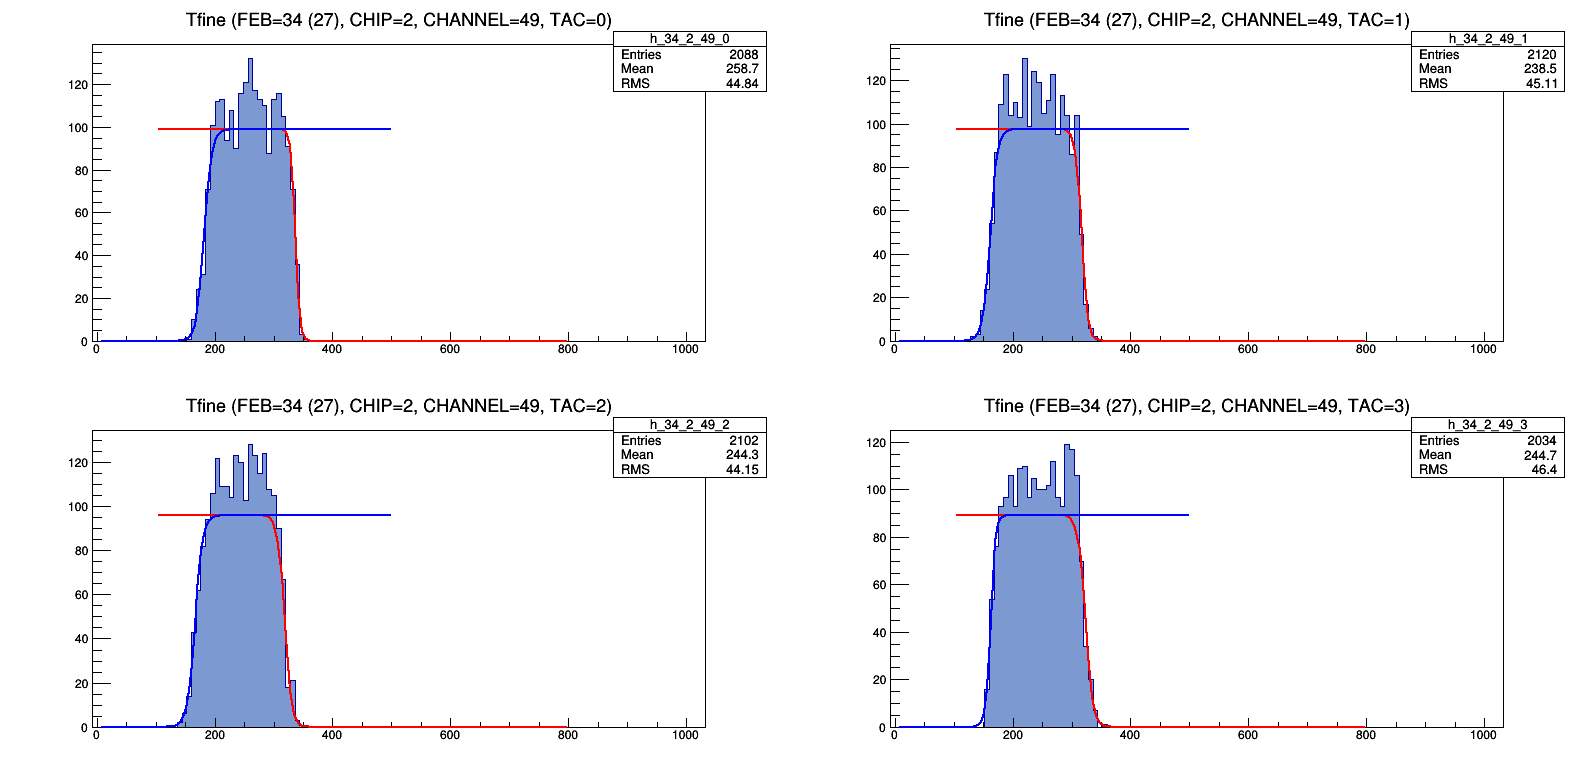 Tfine (FEB=34 (27), CHIP=2, CHANNEL=49, TAC=0)
h_34_2_49_0
Entries 2088
Mean 258.7
RMS 44.84
120
100
80
60
40
20
0
0 200 400 600 800 1000
Tfine (FEB=34 (27), CHIP=2, CHANNEL=49, TAC=1)
h_34_2_49_1
Entries 2120
Mean 238.5
RMS 45.11
120
100
80
60
40
20
0
0 200 400 600 800 1000
Tfine (FEB=34 (27), CHIP=2, CHANNEL=49, TAC=2)
h_34_2_49_2
Entries 2102
Mean 244.3
RMS 44.15
120
100
80
60
40
20
0
0 200 400 600 800 1000
Tfine (FEB=34 (27), CHIP=2, CHANNEL=49, TAC=3)
h_34_2_49_3
Entries 2034
Mean 244.7
RMS 46.4
120
100
80
60
40
20
0
0 200 400 600 800 1000